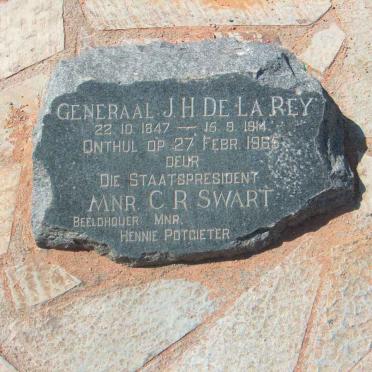 GENERAAL J.H. DE LA REY
22.10.1847 — 15.9.1914
ONTHUL OP 27 FEBR. 1965
DEUR
DIE STAATSPRESIDENT
MNR. C R SWART
BEELDHOUER MNR.
HENNIE POTGIETER